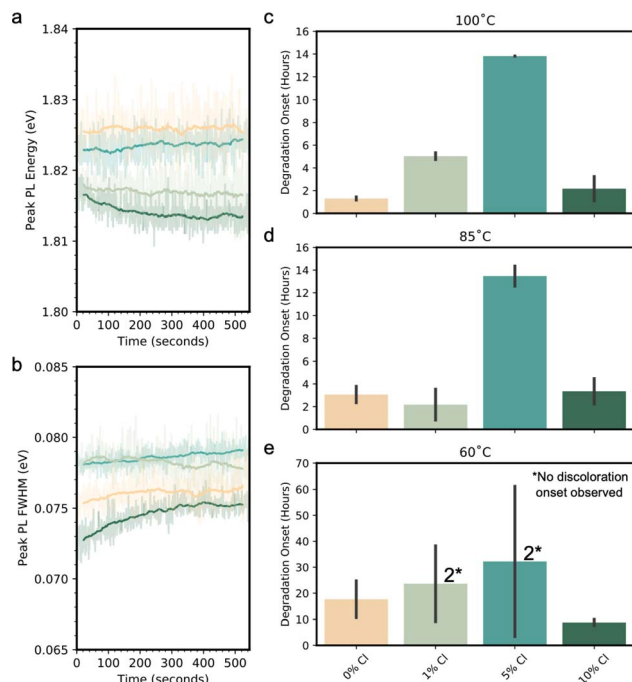 a
1.84
1.83
1.82
1.81
1.80
Peak PL Energy (eV)
0 100 200 300 400 500
Time (seconds)
b
0.085
0.080
0.075
0.070
0.065
Peak PL FWHM (eV)
0 100 200 300 400 500
Time (seconds)
c
100˚C
16
14
12
10
8
6
4
2
0
Degradation Onset (Hours)
d
85˚C
16
14
12
10
8
6
4
2
0
Degradation Onset (Hours)
e
60˚C
70
60
50
40
30
20
10
0
Degradation Onset (Hours)
*No discoloration
onset observed
2*
2*
0% Cl
1% Cl
5% Cl
10% Cl